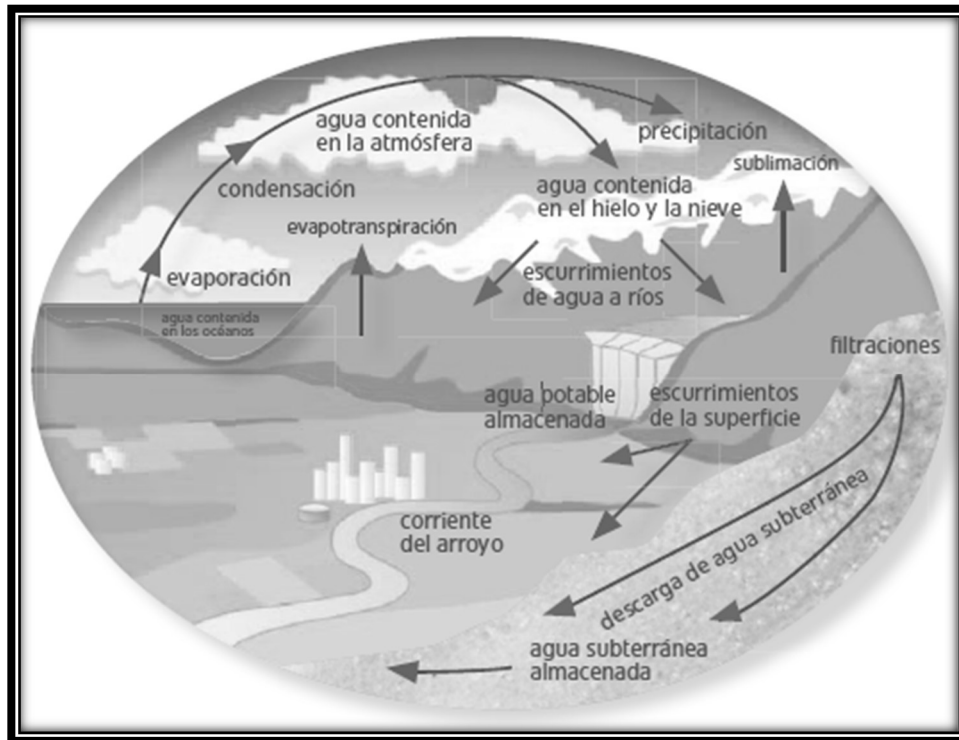 agua contenida
en la atmósfera
precipitación
condensación
sublimación
agua contenida
en el hielo y la nieve
evapotranspiración
evaporación
escurrimientos
de agua a ríos
agua contenida
en los océanos
filtraciones
agua potable
almacenada
escurrimientos
de la superficie
corriente
del arroyo
descarga de agua subterránea
agua subterránea
almacenada